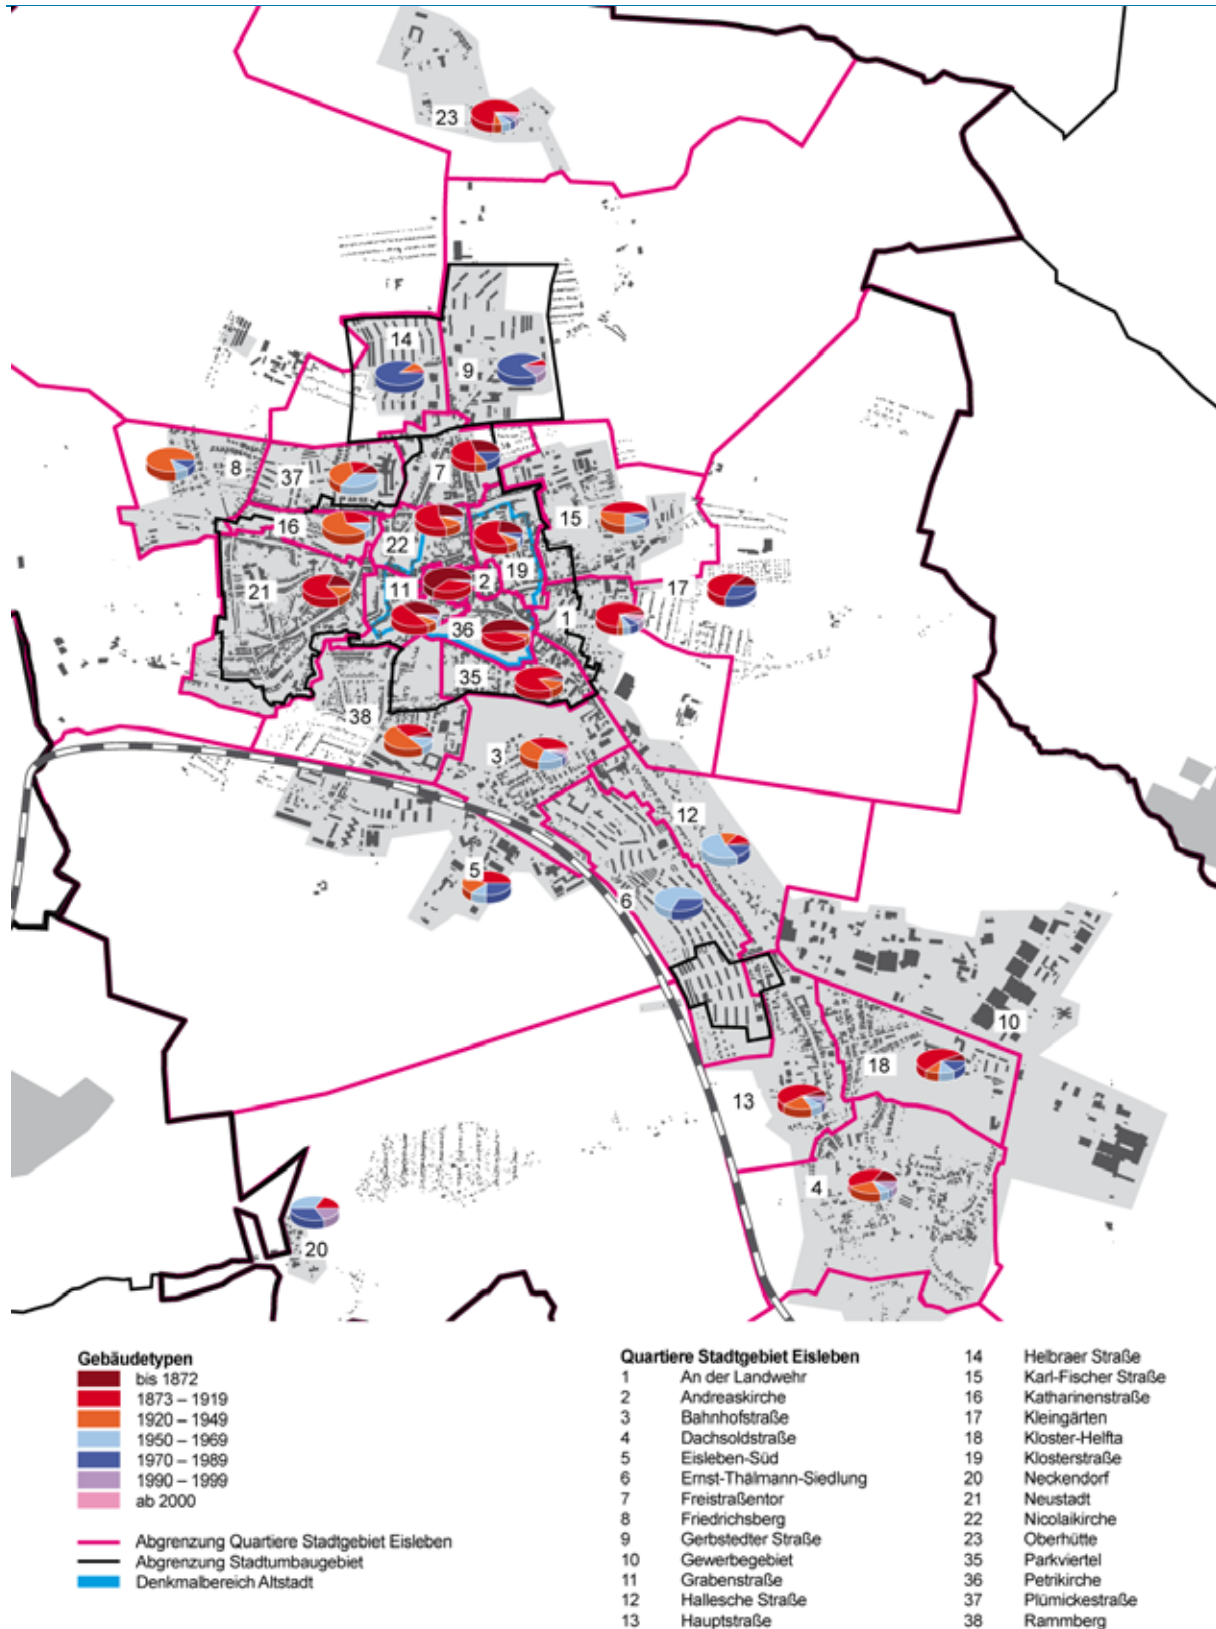 23
14
9
8
37
7
16
15
22
19
21
11
2
17
1
36
35
38
3
12
5
6
10
18
13
4
20
Gebäudetypen
bis 1872
1873 – 1919
1920 – 1949
1950 – 1969
1970 – 1989
1990 – 1999
ab 2000
Abgrenzung Quartiere Stadtgebiet Eisleben
Abgrenzung Stadtumbaugebiet
Denkmalbereich Altstadt
Quartiere Stadtgebiet Eisleben
1 An der Landwehr
2 Andreaskirche
3 Bahnhofstraße
4 Dachsoldstraße
5 Eisleben-Süd
6 Ernst-Thälmann-Siedlung
7 Freistraßentor
8 Friedrichsberg
9 Gerbstedter Straße
10 Gewerbegebiet
11 Grabenstraße
12 Hallesche Straße
13 Hauptstraße
14 Helbraer Straße
15 Karl-Fischer Straße
16 Katharinenstraße
17 Kleingärten
18 Kloster-Helfta
19 Klosterstraße
20 Neckendorf
21 Neustadt
22 Nicolaikirche
23 Oberhütte
35 Parkviertel
36 Petrikirche
37 Plümickestraße
38 Rammberg